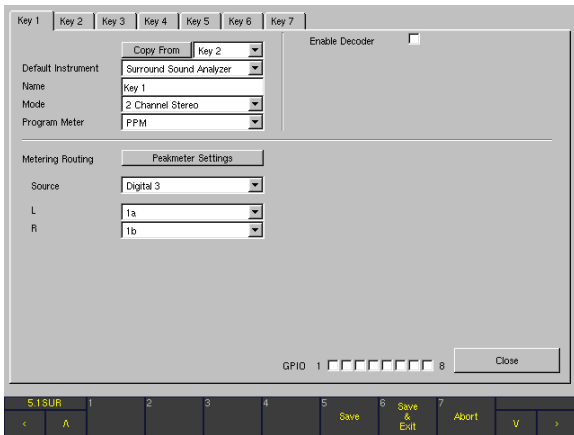 Key 1 Key 2 Key 3 Key 4 Key 5 Key 6 Key 7
Copy From Key 2 Enable Decoder
Default Instrument Surround Sound Analyzer
Name Key 1
Mode 2 Channel Stereo
Program Meter PPM
Metering Routing Peakmeter Settings
Source Digital 3
L 1a
R 1b
GPIO 1 8 Close
5.1SUR 1 2 3 4 5 6 7
Save Save & Exit Abort
< Λ V >